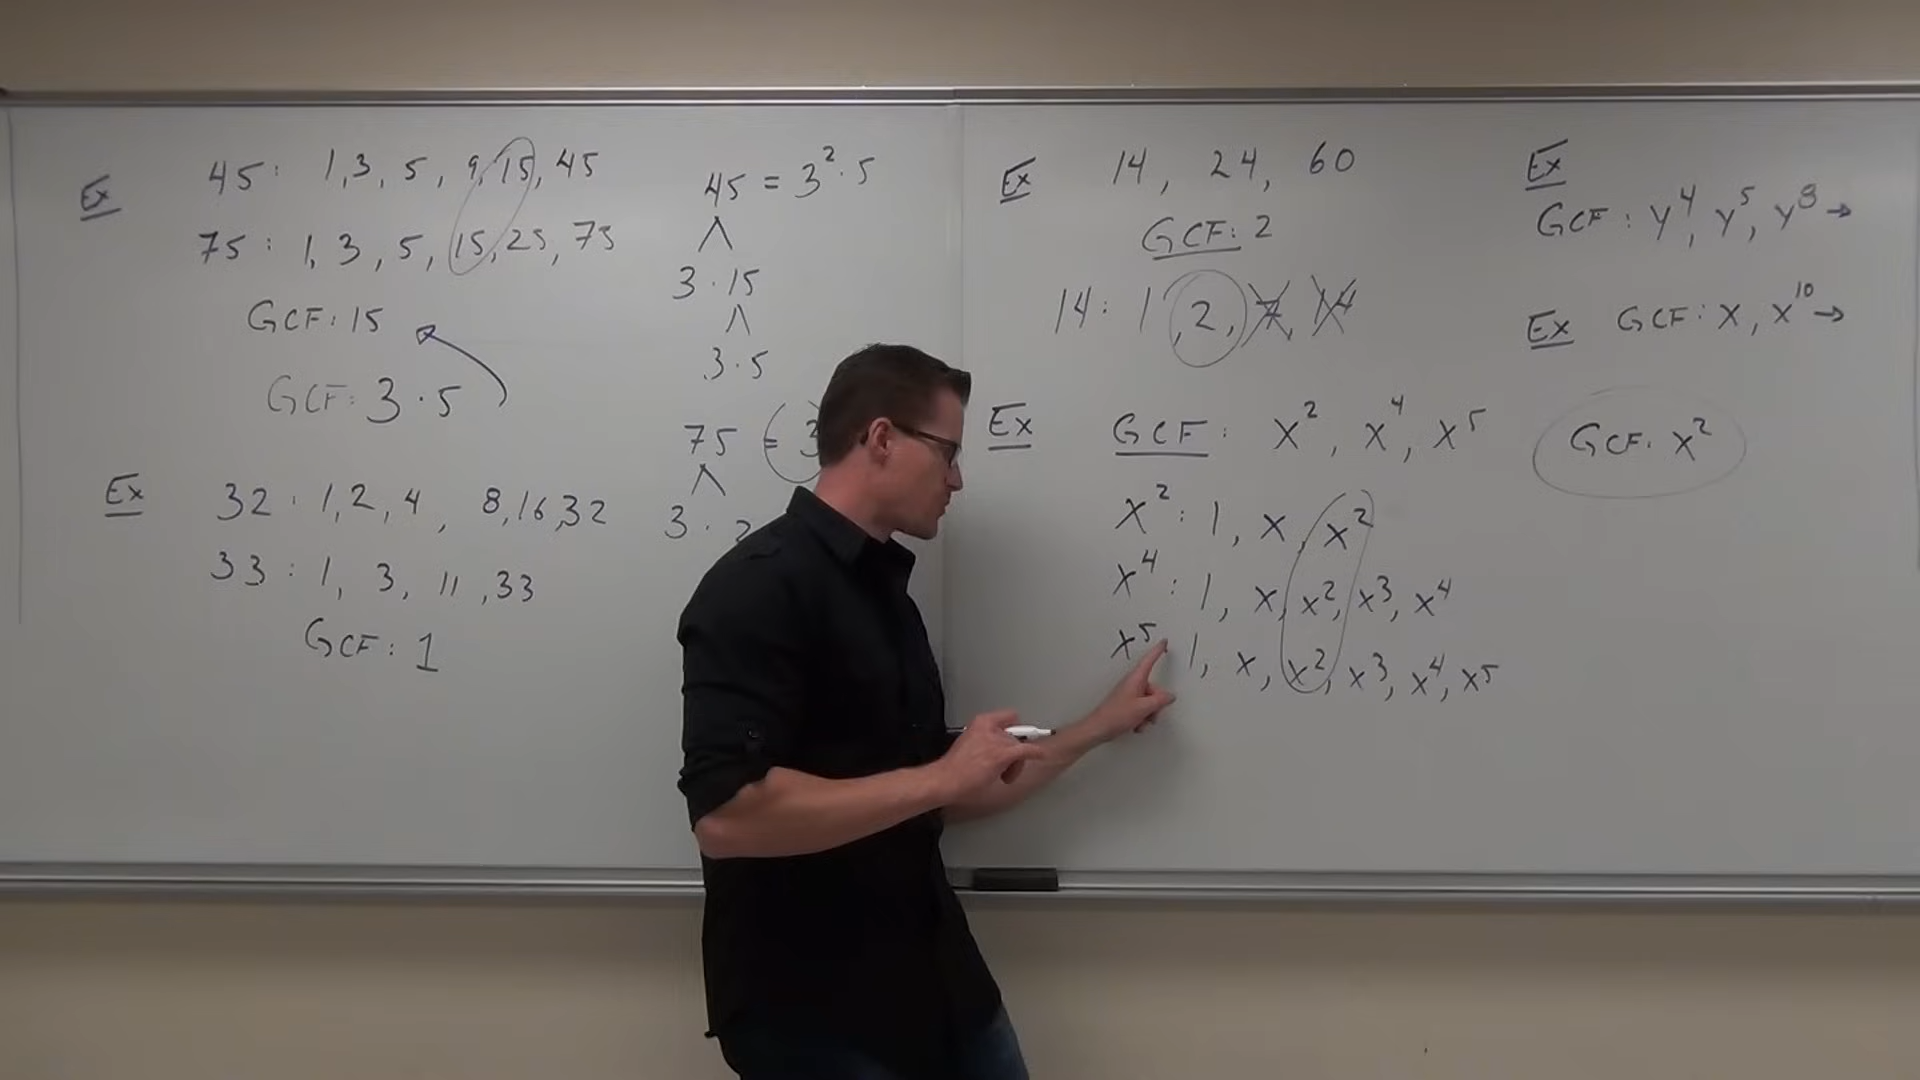 Ex 45: 1, 3, 5, 9, 15, 45
75: 1, 3, 5, 15, 25, 75
GCF: 15
GCF: 3 · 5
Ex 32: 1, 2, 4, 8, 16, 32
33: 1, 3, 11, 33
GCF: 1
45 = 3² · 5
3 · 15
3 · 5
75 = 3
3 · 2
Ex 14, 24, 60
GCF: 2
14: 1, 2, 7, 14
Ex GCF: x², x⁴, x⁵
x²: 1, x, x²
x⁴: 1, x, x², x³, x⁴
x⁵ 1, x, x², x³, x⁴, x⁵
Ex
GCF: y⁴, y⁵, y⁸ →
Ex GCF: x, x¹⁰ →
GCF: x²